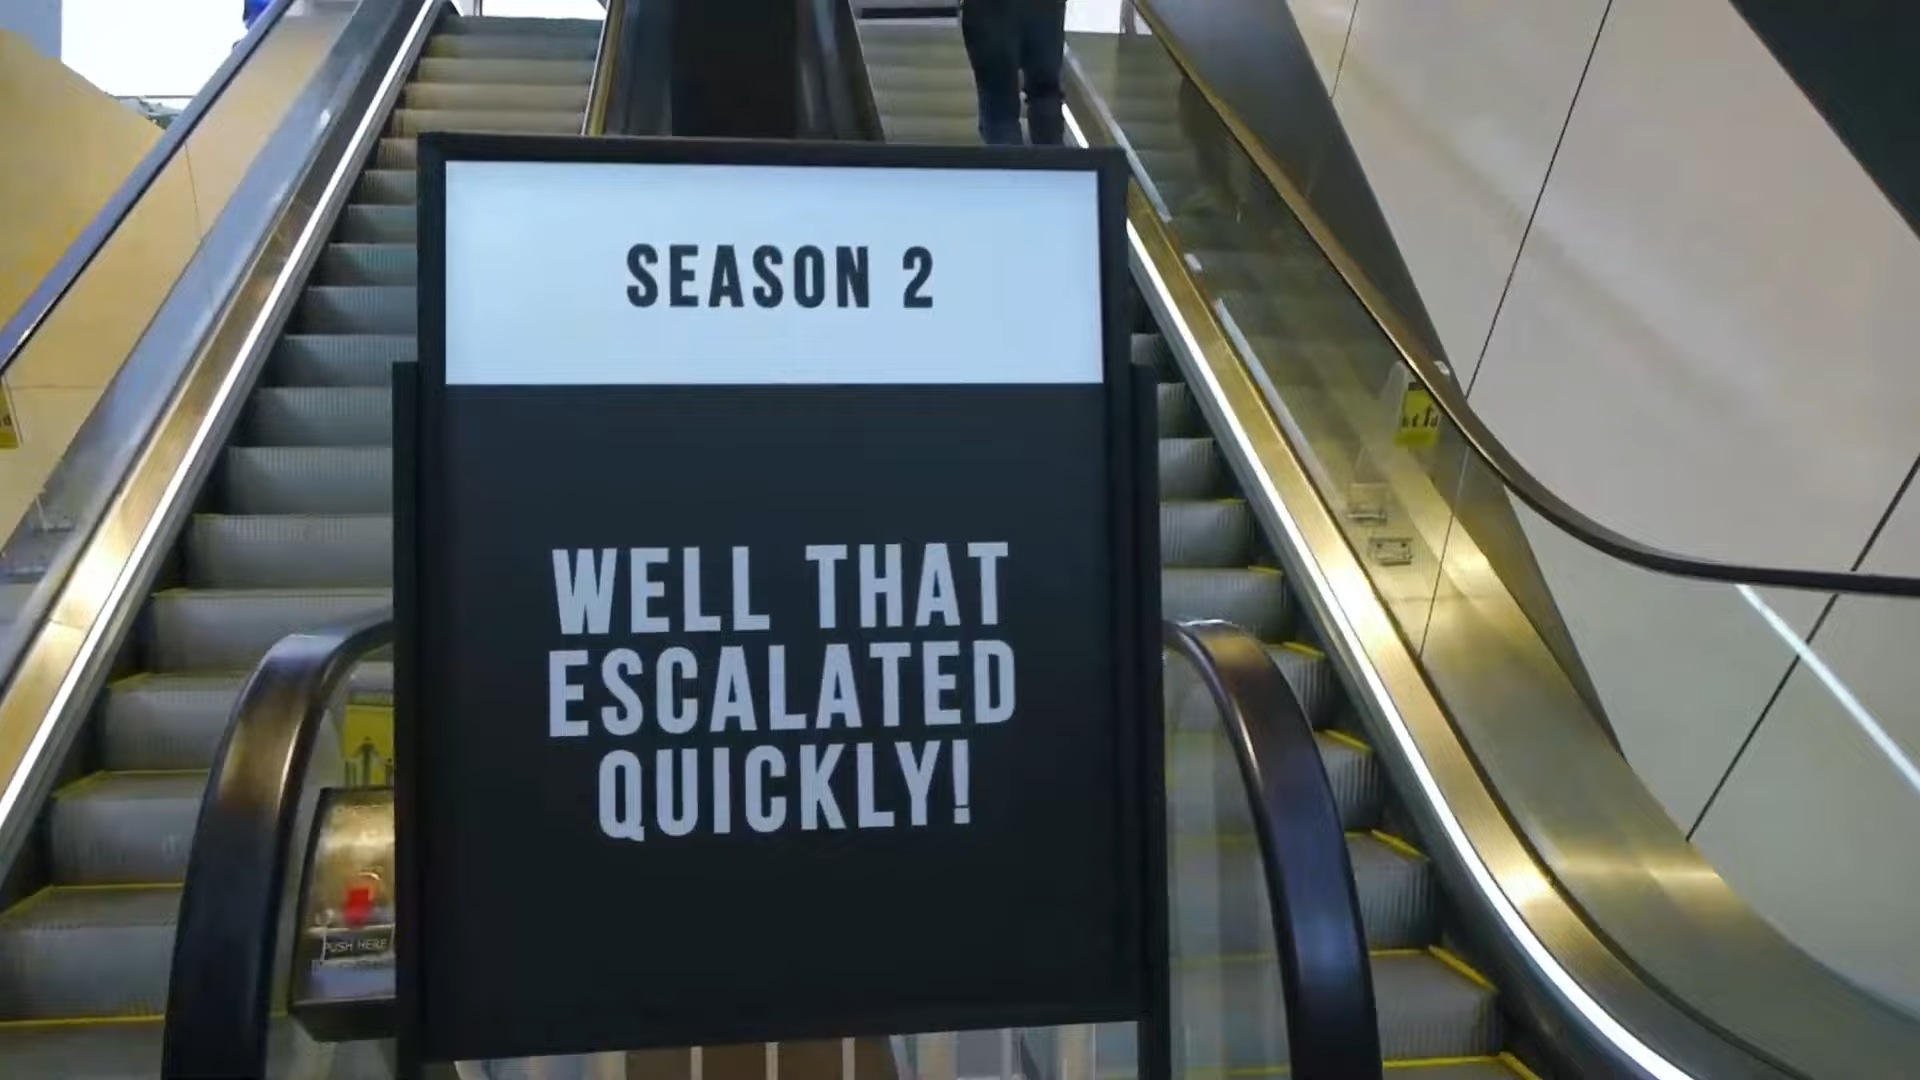 SEASON 2
WELL THAT
ESCALATED
QUICKLY!
PUSH HERE